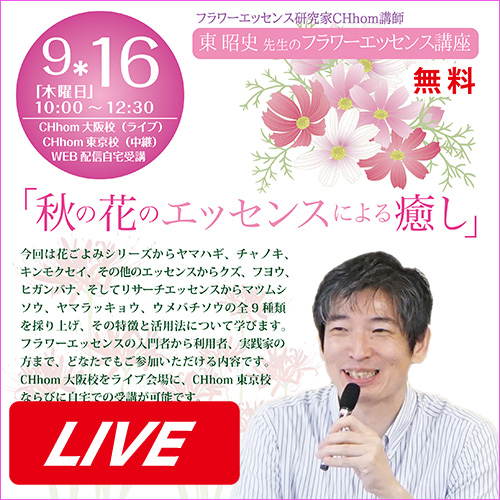 フラワーエッセンス研究家CHhom講師
東 昭史 先生のフラワーエッセンス講座
無料
9*16
「木曜日」
10:00～12:30
CHhom 大阪校（ライブ）
CHhom 東京校（中継）
WEB 配信自宅受講
「秋の花のエッセンスによる癒し」
今回は花ごよみシリーズからヤマハギ、チャノキ、
キンモクセイ、その他のエッセンスからクズ、フヨウ、
ヒガンバナ、そしてリサーチエッセンスからマツムシ
ソウ、ヤマラッキョウ、ウメバチソウの全9種類
を採り上げ、その特徴と活用法について学びます。
フラワーエッセンスの入門者から利用者、実践家の
方まで、どなたでもご参加いただける内容です。
CHhom 大阪校をライブ会場に、CHhom 東京校
ならびに自宅での受講が可能です。
LIVE